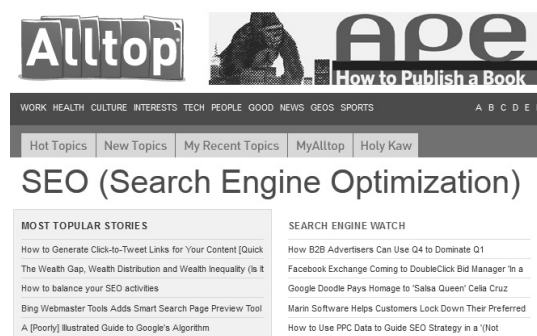 Alltop
APE
How to Publish a Book
WORK HEALTH CULTURE INTERESTS TECH PEOPLE GOOD NEWS GEOS SPORTS
A B C D E
Hot Topics New Topics My Recent Topics MyAlltop Holy Kaw
SEO (Search Engine Optimization)
MOST POPULAR STORIES
How to Generate Click-to-Tweet Links for Your Content [Quick
The Wealth Gap, Wealth Distribution and Wealth Inequality (Is it
How to balance your SEO activities
Bing Webmaster Tools Adds Smart Search Page Preview Tool
A [Poorly] Illustrated Guide to Google's Algorithm
SEARCH ENGINE WATCH
How B2B Advertisers Can Use Q4 to Dominate Q1
Facebook Exchange Coming to DoubleClick Bid Manager 'In a
Google Doodle Pays Homage to 'Salsa Queen' Celia Cruz
Marin Software Helps Customers Lock Down Their Preferred
How to Use PPC Data to Guide SEO Strategy in a '(Not